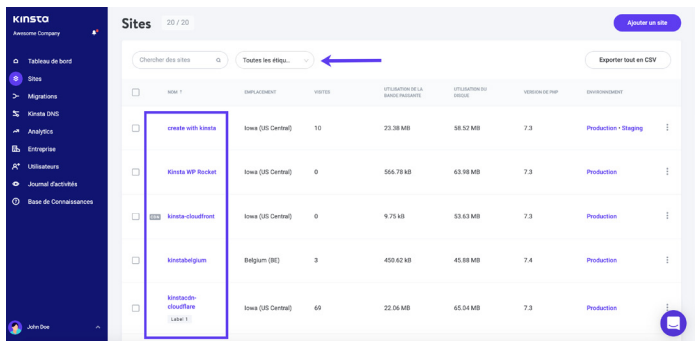 Kinsta
Awesome Company
Tableau de bord
Sites
Migrations
Kinsta DNS
Analytics
Entreprise
Utilisateurs
Journal d'activités
Base de Connaissances
John Doe
Sites 20 / 20
Ajouter un site
Chercher des sites
Toutes les étiqu...
Exporter tout en CSV
NOM ↑ EMPLACEMENT VISITES UTILISATION DE LA BANDE PASSANTE UTILISATION DU DISQUE VERSION DE PHP ENVIRONNEMENT
create with kinsta Iowa (US Central) 10 23.38 MB 58.52 MB 7.3 Production • Staging
Kinsta WP Rocket Iowa (US Central) 0 566.78 kB 63.98 MB 7.3 Production
kinsta-cloudfront Iowa (US Central) 0 9.75 kB 53.63 MB 7.3 Production
kinstabelgium Belgium (BE) 3 450.62 kB 45.88 MB 7.4 Production
kinstacdn-
cloudflare Iowa (US Central) 69 22.06 MB 65.04 MB 7.3 Production
Label 1